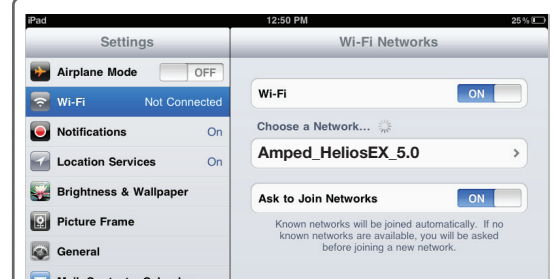 iPad 12:50 PM 25%
Settings
Wi-Fi Networks
Airplane Mode OFF
Wi-Fi Not Connected
Notifications On
Location Services On
Brightness & Wallpaper
Picture Frame
General
Wi-Fi ON
Choose a Network...
Amped_HeliosEX_5.0
Ask to Join Networks ON
Known networks will be joined automatically. If no
known networks are available, you will be asked
before joining a new network.